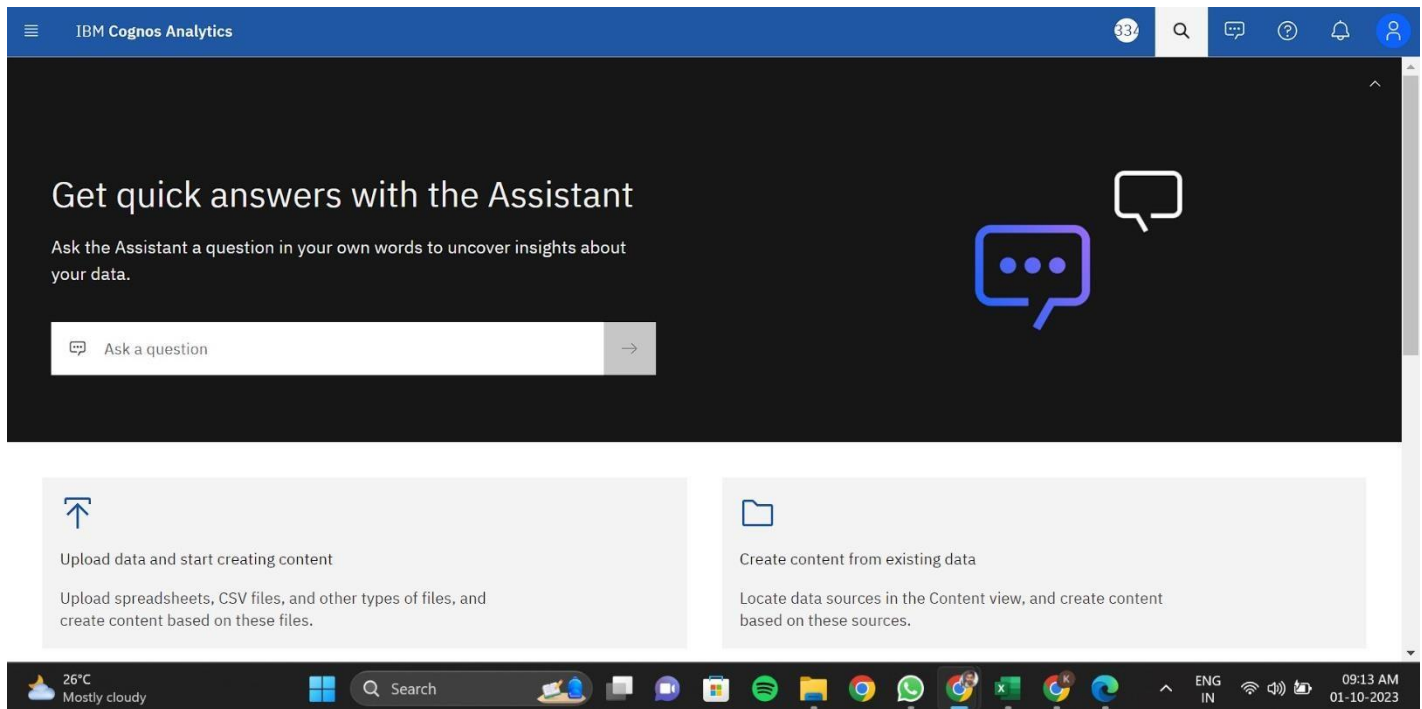 IBM Cognos Analytics
334
Get quick answers with the Assistant
Ask the Assistant a question in your own words to uncover insights about
your data.
Ask a question
Upload data and start creating content
Upload spreadsheets, CSV files, and other types of files, and
create content based on these files.
Create content from existing data
Locate data sources in the Content view, and create content
based on these sources.
26°C
Mostly cloudy
Search
K
ENG
IN
09:13 AM
01-10-2023